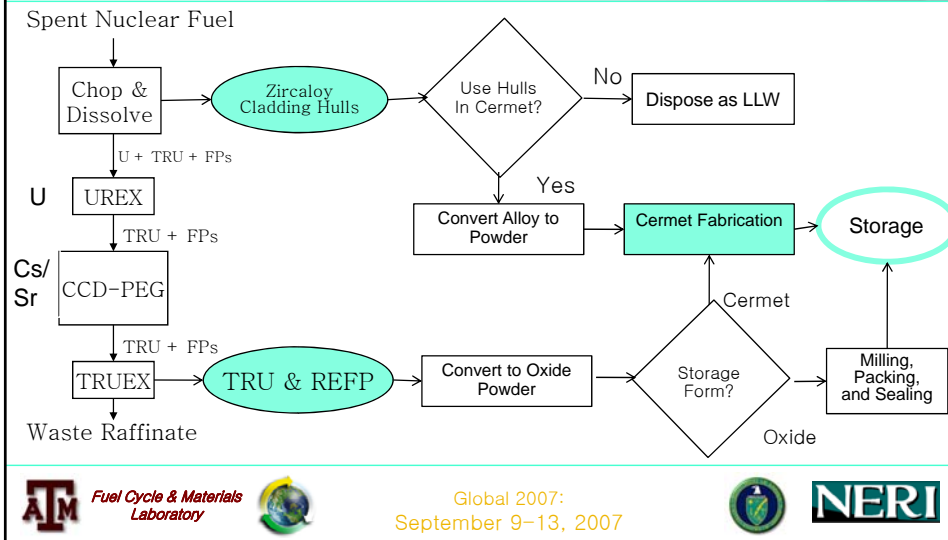 Spent Nuclear Fuel
Chop &
Dissolve
Zircaloy
Cladding Hulls
Use Hulls
In Cermet?
No
Dispose as LLW
U + TRU + FPs
Yes
U
UREX
Convert Alloy to
Powder
Cermet Fabrication
Storage
TRU + FPs
Cs/
Sr
CCD-PEG
Cermet
TRU + FPs
TRUEX
TRU & REFP
Convert to Oxide
Powder
Storage
Form?
Milling,
Packing,
and Sealing
Oxide
Waste Raffinate
ATM
Fuel Cycle & Materials
Laboratory
Global 2007:
September 9-13, 2007
NERI